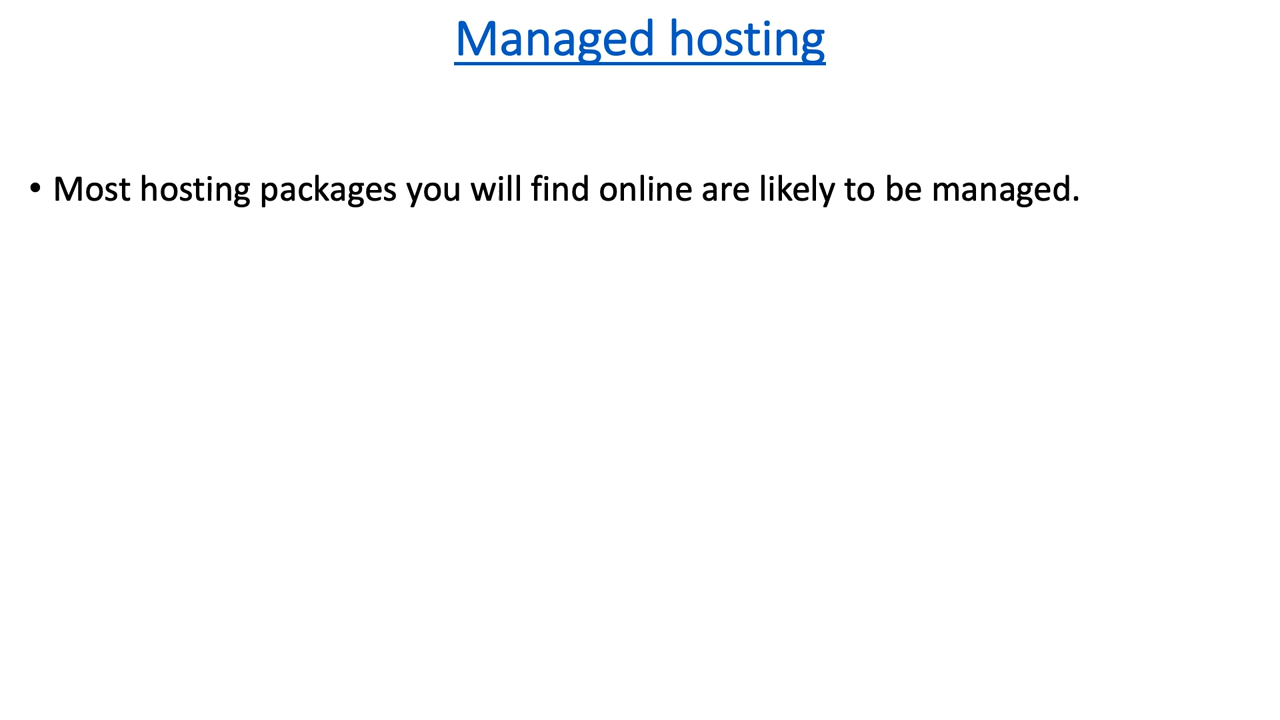 Managed hosting
• Most hosting packages you will find online are likely to be managed.